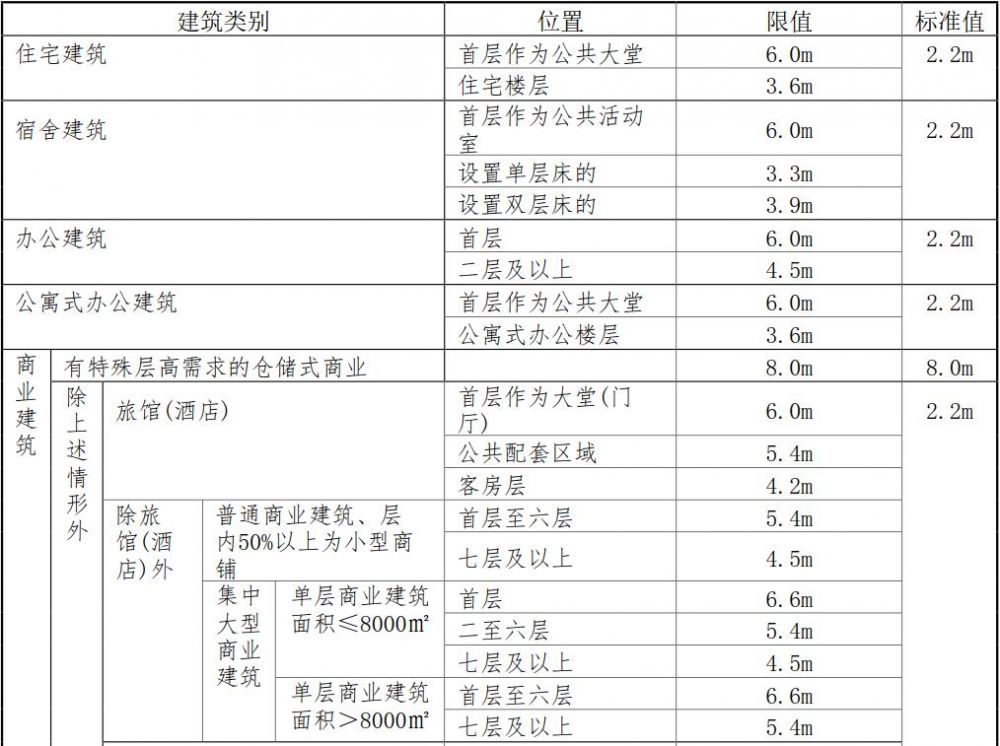 建筑类别 位置 限值 标准值
住宅建筑 首层作为公共大堂 6.0m 2.2m
住宅楼层 3.6m
宿舍建筑 首层作为公共活动
室 6.0m 2.2m
设置单层床的 3.3m
设置双层床的 3.9m
办公建筑 首层 6.0m 2.2m
二层及以上 4.5m
公寓式办公建筑 首层作为公共大堂 6.0m 2.2m
公寓式办公楼层 3.6m
商
业
建
筑
有特殊层高需求的仓储式商业 8.0m 8.0m
除
上
述
情
形
外
旅馆(酒店) 首层作为大堂(门
厅) 6.0m 2.2m
公共配套区域 5.4m
客房层 4.2m
除旅
馆(酒
店)外
普通商业建筑、层
内50%以上为小型商
铺
首层至六层 5.4m
七层及以上 4.5m
集中
大型
商业
建筑
单层商业建筑
面积≤8000㎡
首层 6.6m
二至六层 5.4m
七层及以上 4.5m
单层商业建筑
面积＞8000㎡
首层至六层 6.6m
七层及以上 5.4m